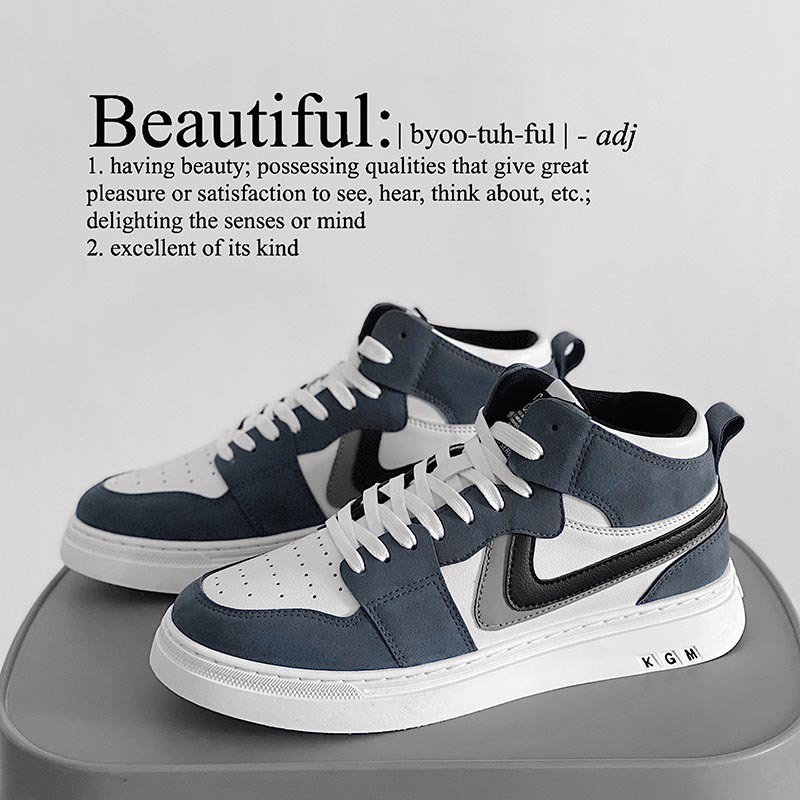 Beautiful: | byoo-tuh-ful | - adj
1. having beauty; possessing qualities that give great
pleasure or satisfaction to see, hear, think about, etc.;
delighting the senses or mind
2. excellent of its kind
K G M